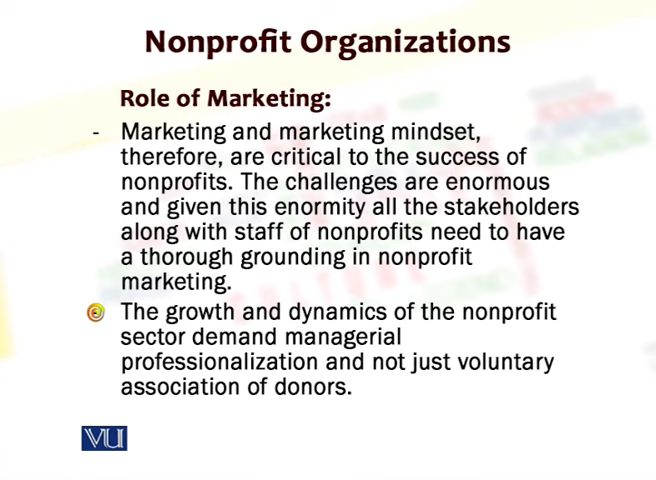 Nonprofit Organizations
Role of Marketing:
- Marketing and marketing mindset,
therefore, are critical to the success of
nonprofits. The challenges are enormous
and given this enormity all the stakeholders
along with staff of nonprofits need to have
a thorough grounding in nonprofit
marketing.
The growth and dynamics of the nonprofit
sector demand managerial
professionalization and not just voluntary
association of donors.
VU